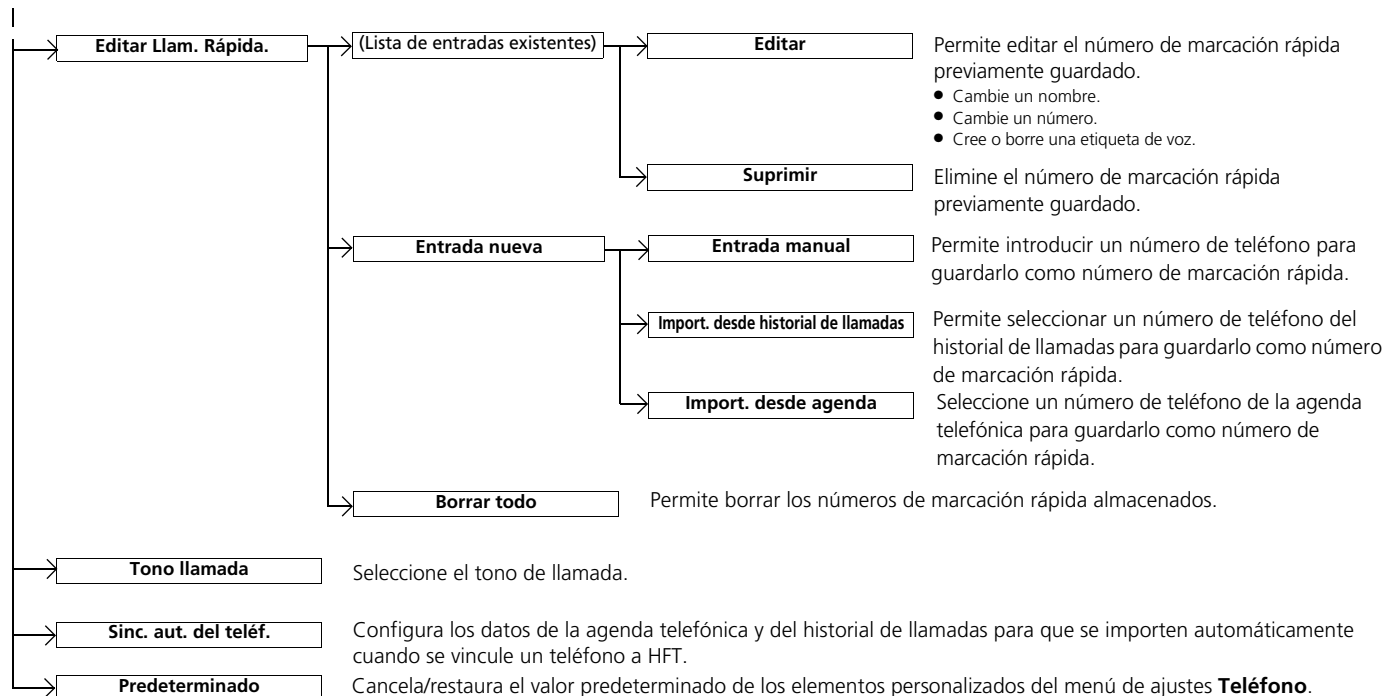 Editar Llam. Rápida.
(Lista de entradas existentes)
Editar
Permite editar el número de marcación rápida
previamente guardado.
● Cambie un nombre.
● Cambie un número.
● Cree o borre una etiqueta de voz.
Suprimir
Elimine el número de marcación rápida
previamente guardado.
Entrada nueva
Entrada manual
Permite introducir un número de teléfono para
guardarlo como número de marcación rápida.
Import. desde historial de llamadas
Permite seleccionar un número de teléfono del
historial de llamadas para guardarlo como número
de marcación rápida.
Import. desde agenda
Seleccione un número de teléfono de la agenda
telefónica para guardarlo como número de
marcación rápida.
Borrar todo
Permite borrar los números de marcación rápida almacenados.
Tono llamada
Seleccione el tono de llamada.
Sinc. aut. del teléf.
Configura los datos de la agenda telefónica y del historial de llamadas para que se importen automáticamente
cuando se vincule un teléfono a HFT.
Predeterminado
Cancela/restaura el valor predeterminado de los elementos personalizados del menú de ajustes Teléfono.